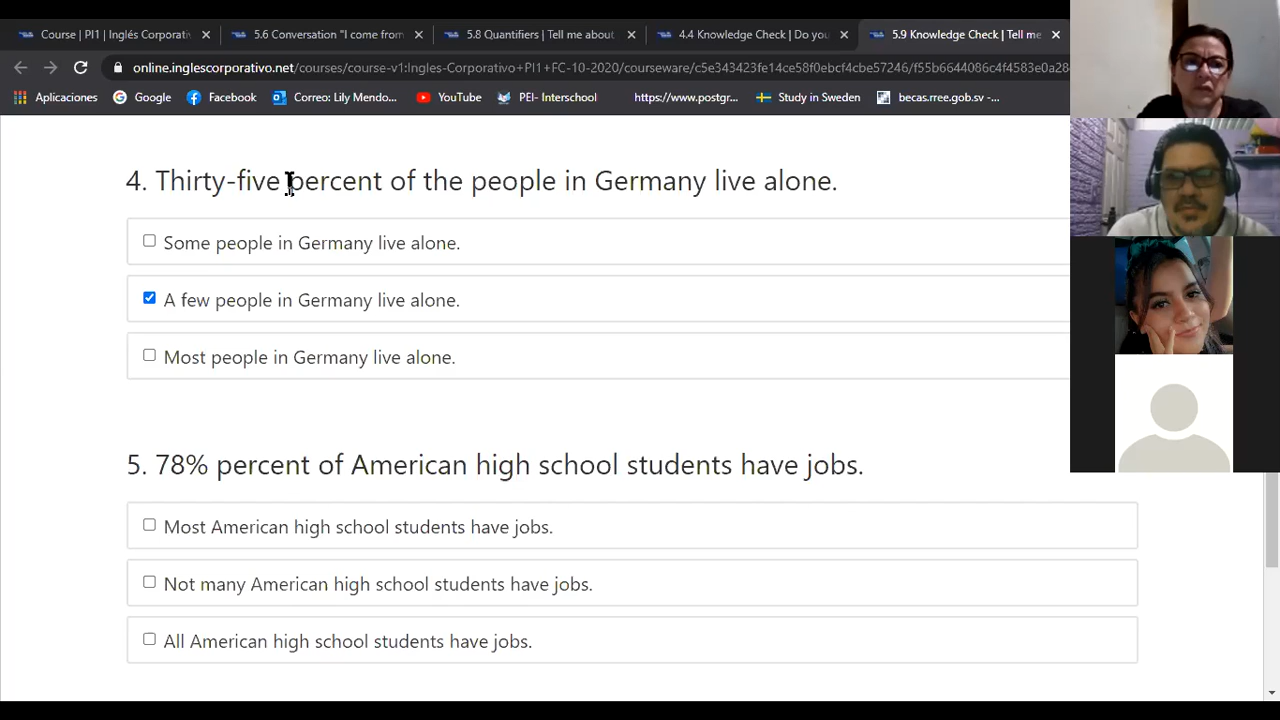 Course | PI1 | Inglés Corporati
5.6 Conversation "I come from
5.8 Quantifiers | Tell me about
4.4 Knowledge Check | Do you
5.9 Knowledge Check | Tell me
online.inglescorporativo.net/courses/course-v1:Ingles-Corporativo+PI1+FC-10-2020/courseware/c5e343423fe14ce58f0ebcf4cbe57246/f55b6644086c4f4583e0a28
Aplicaciones Google Facebook Correo: Lily Mendo... YouTube PEI- Interschool https://www.postgr... Study in Sweden becas.rree.gob.sv -...
4. Thirty-five percent of the people in Germany live alone.
Some people in Germany live alone.
A few people in Germany live alone.
Most people in Germany live alone.
5. 78% percent of American high school students have jobs.
Most American high school students have jobs.
Not many American high school students have jobs.
All American high school students have jobs.